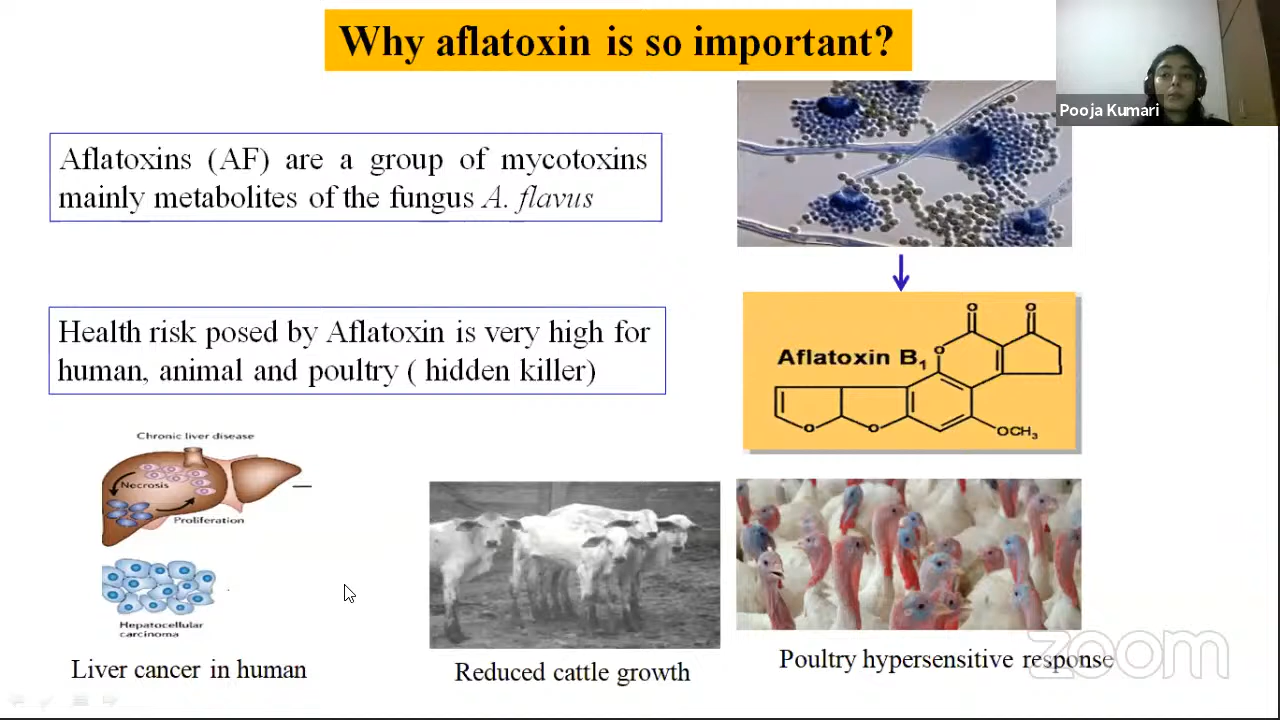 Why aflatoxin is so important?
Pooja Kumari
Aflatoxins (AF) are a group of mycotoxins
mainly metabolites of the fungus A. flavus
Health risk posed by Aflatoxin is very high for
human, animal and poultry ( hidden killer)
O
O
Aflatoxin B1
O
O
O
OCH3
Chronic liver disease
Necrosis
Proliferation
Hepatocellular
carcinoma
Liver cancer in human
Reduced cattle growth
Poultry hypersensitive response
zoom